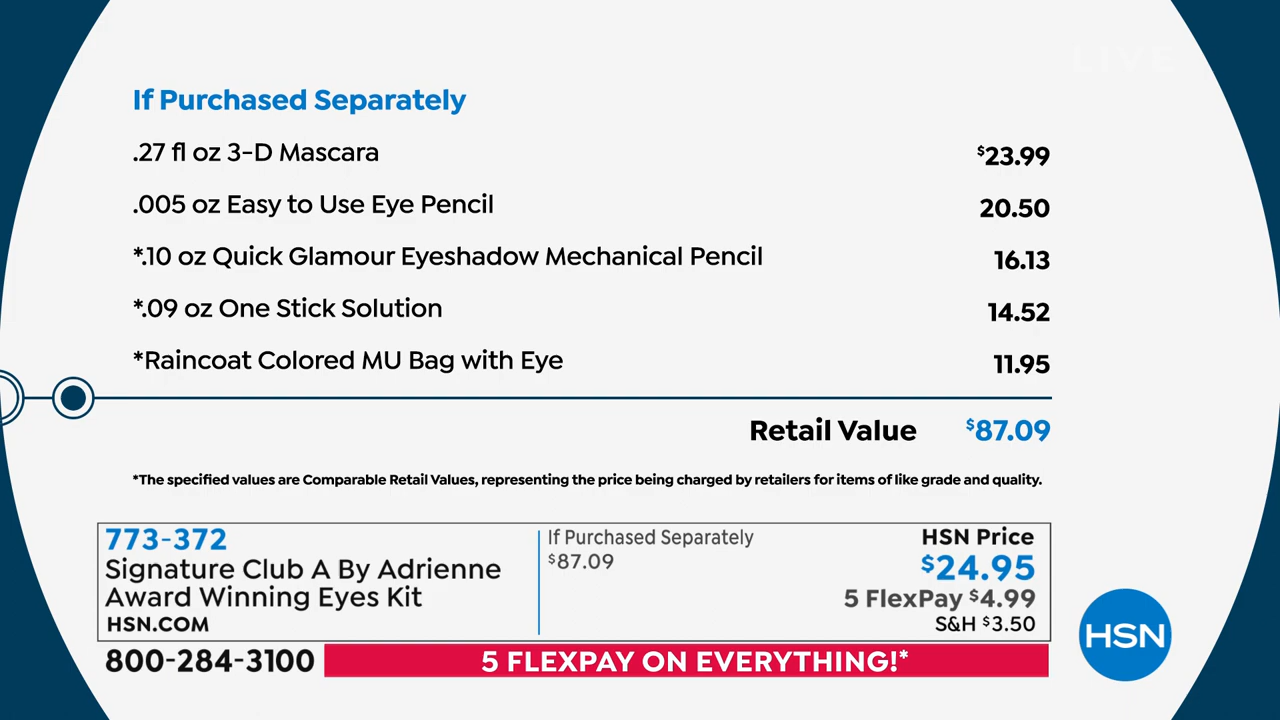 LIVE
If Purchased Separately
.27 fl oz 3-D Mascara $23.99
.005 oz Easy to Use Eye Pencil 20.50
*.10 oz Quick Glamour Eyeshadow Mechanical Pencil 16.13
*.09 oz One Stick Solution 14.52
*Raincoat Colored MU Bag with Eye 11.95
Retail Value $87.09
*The specified values are Comparable Retail Values, representing the price being charged by retailers for items of like grade and quality.
773-372
Signature Club A By Adrienne
Award Winning Eyes Kit
HSN.COM
If Purchased Separately
$87.09
HSN Price
$24.95
5 FlexPay $4.99
S&H $3.50
HSN
800-284-3100
5 FLEXPAY ON EVERYTHING!*